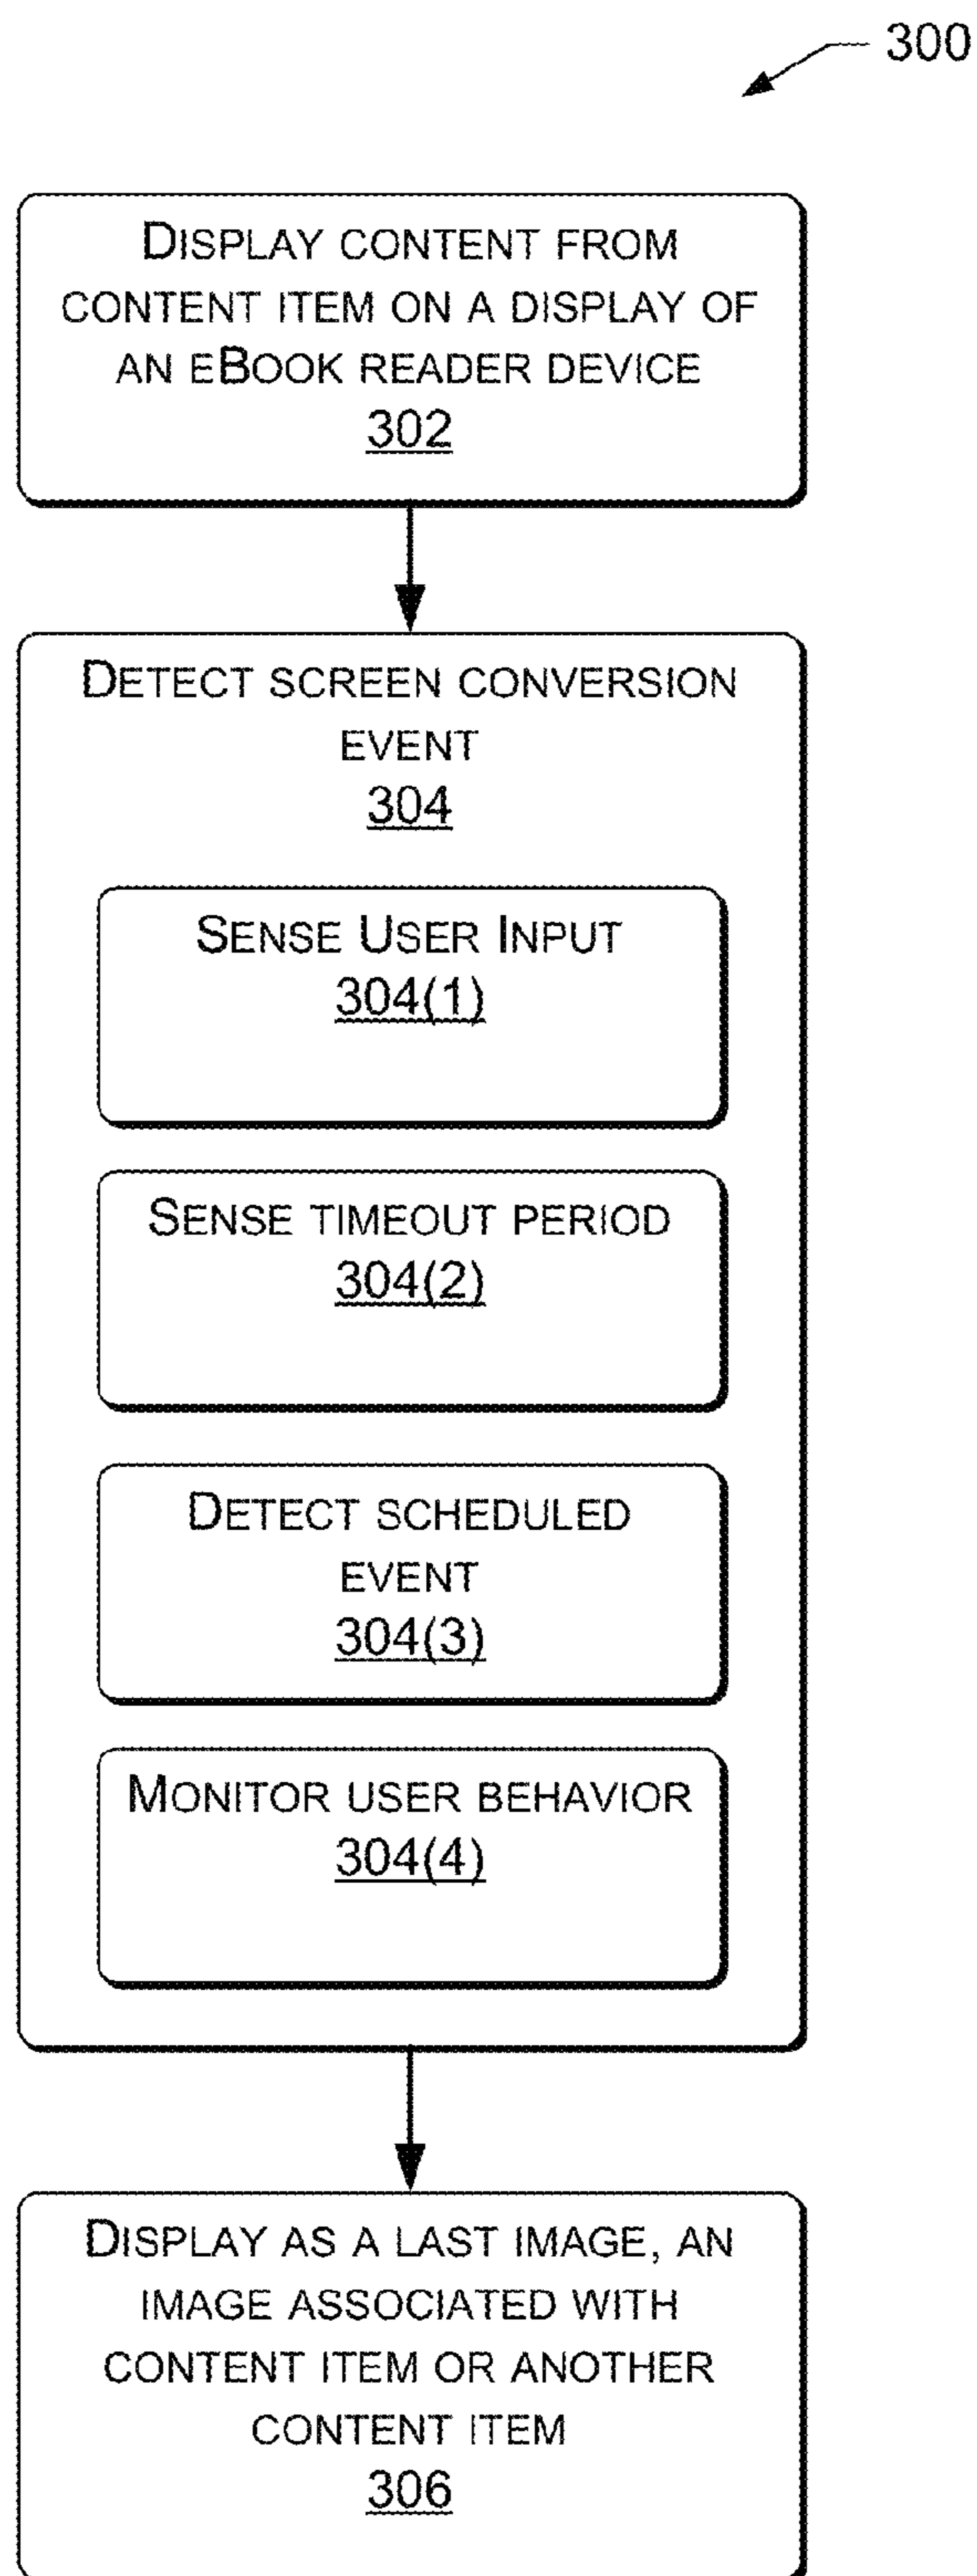 300
DISPLAY CONTENT FROM
CONTENT ITEM ON A DISPLAY OF
AN EBOOK READER DEVICE
302
DETECT SCREEN CONVERSION
EVENT
304
SENSE USER INPUT
304(1)
SENSE TIMEOUT PERIOD
304(2)
DETECT SCHEDULED
EVENT
304(3)
MONITOR USER BEHAVIOR
304(4)
DISPLAY AS A LAST IMAGE, AN
IMAGE ASSOCIATED WITH
CONTENT ITEM OR ANOTHER
CONTENT ITEM
306